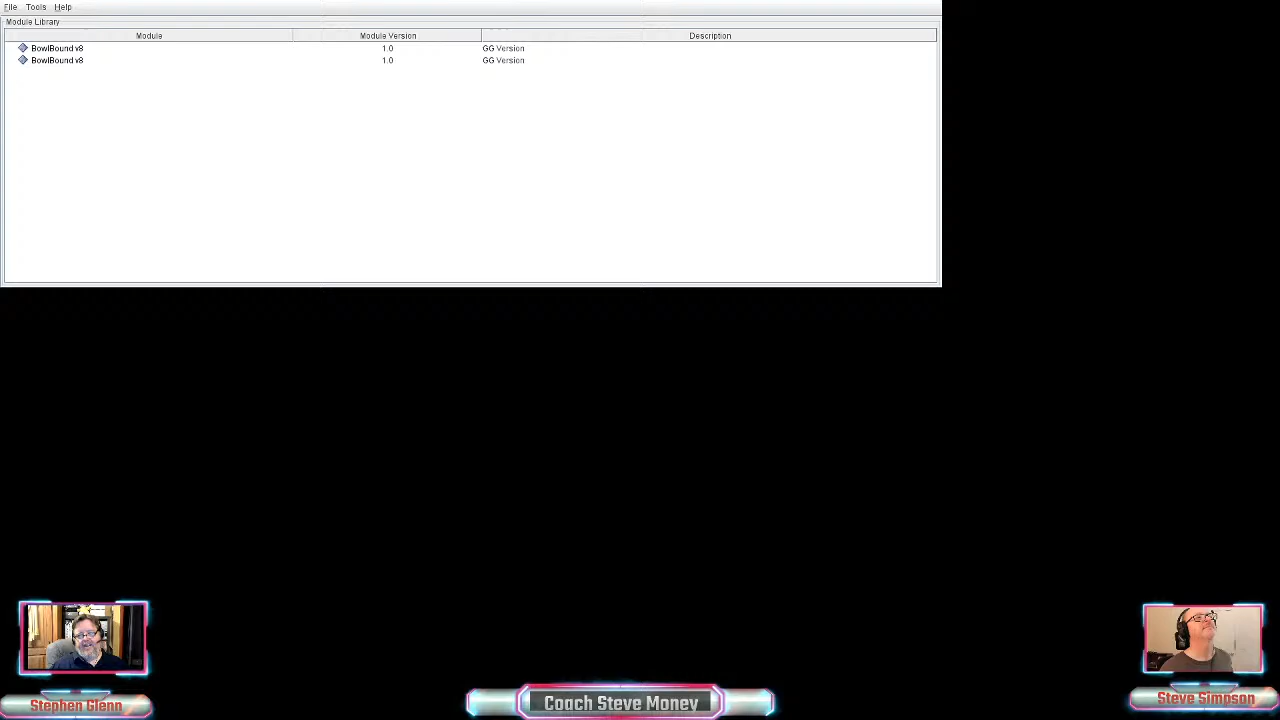 File Tools Help
Module Library
Module Module Version Description
BowlBound v8 1.0 GG Version
BowlBound v8 1.0 GG Version
Stephen Glenn
Coach Steve Money
Steve Simpson